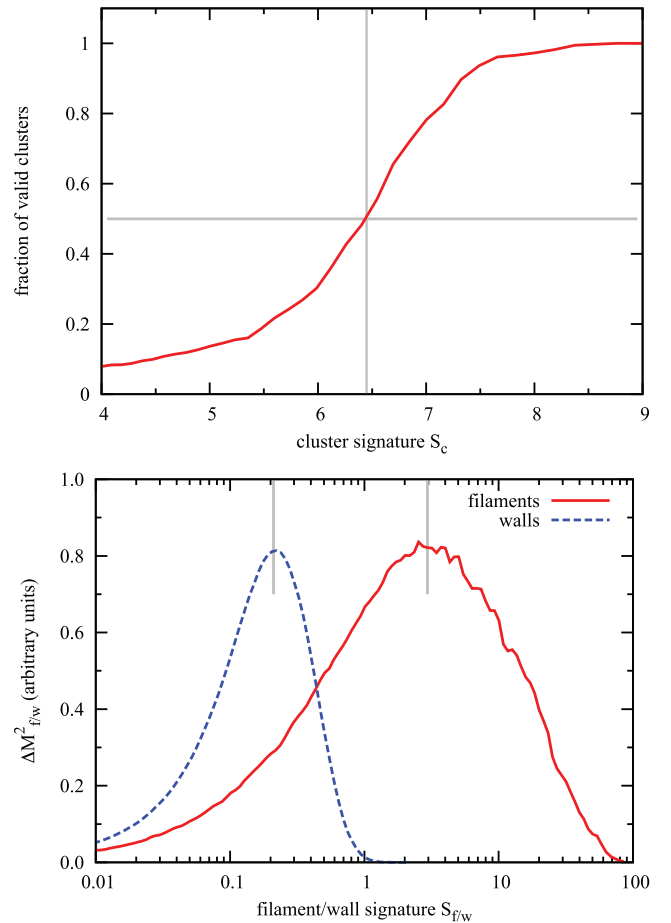 fraction of valid clusters
1
0.8
0.6
0.4
0.2
0
4 5 6 7 8 9
cluster signature S_c
ΔM²_f/w (arbitrary units)
1.0
filaments
walls
0.8
0.6
0.4
0.2
0.0
0.01 0.1 1 10 100
filament/wall signature S_f/w